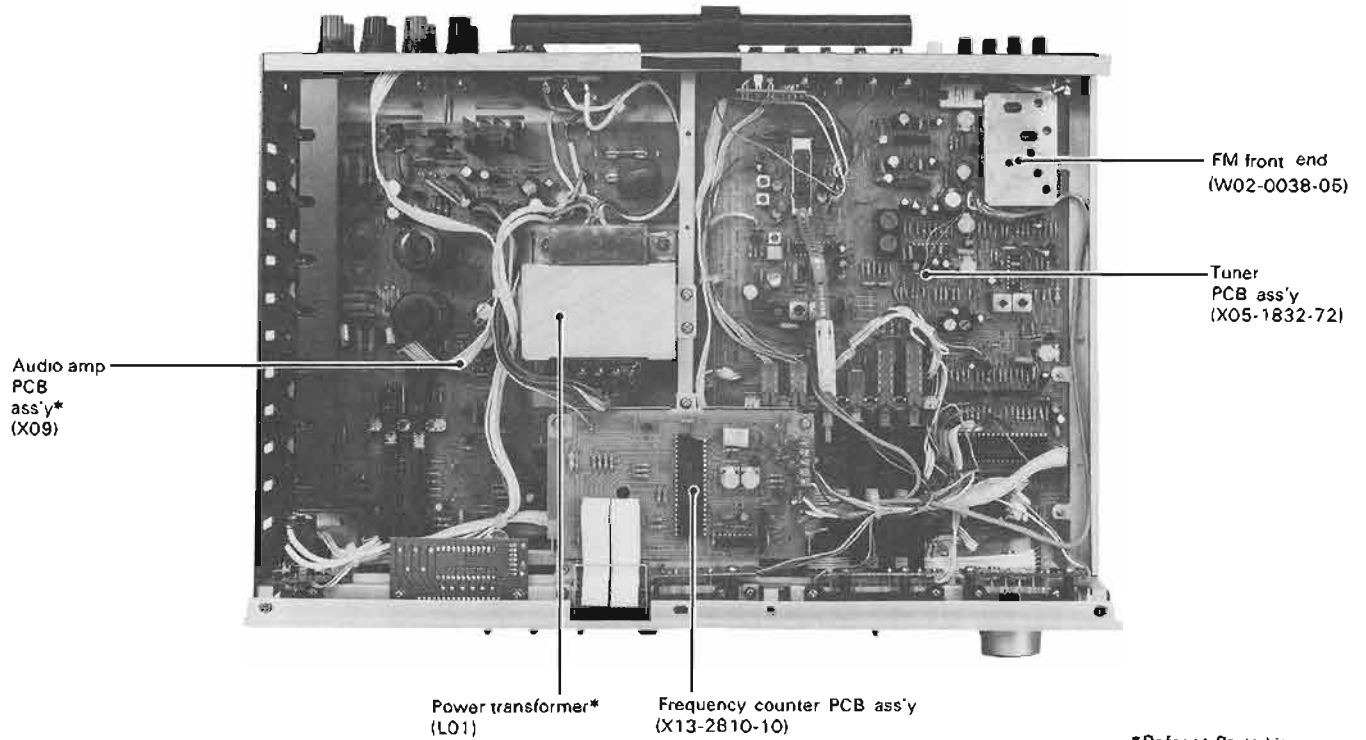 FM front end
(W02-0038-05)
Tuner
PCB ass'y
(X05-1832-72)
Audio amp
PCB
ass'y*
(X09)
Power transformer*
(L01)
Frequency counter PCB ass'y
(X13-2810-10)